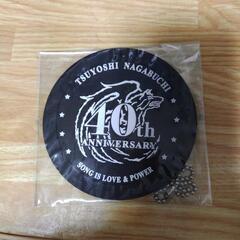 TSUYOSHI NAGABUCHI
40th
ANNIVERSARY
SONG IS LOVE & POWER